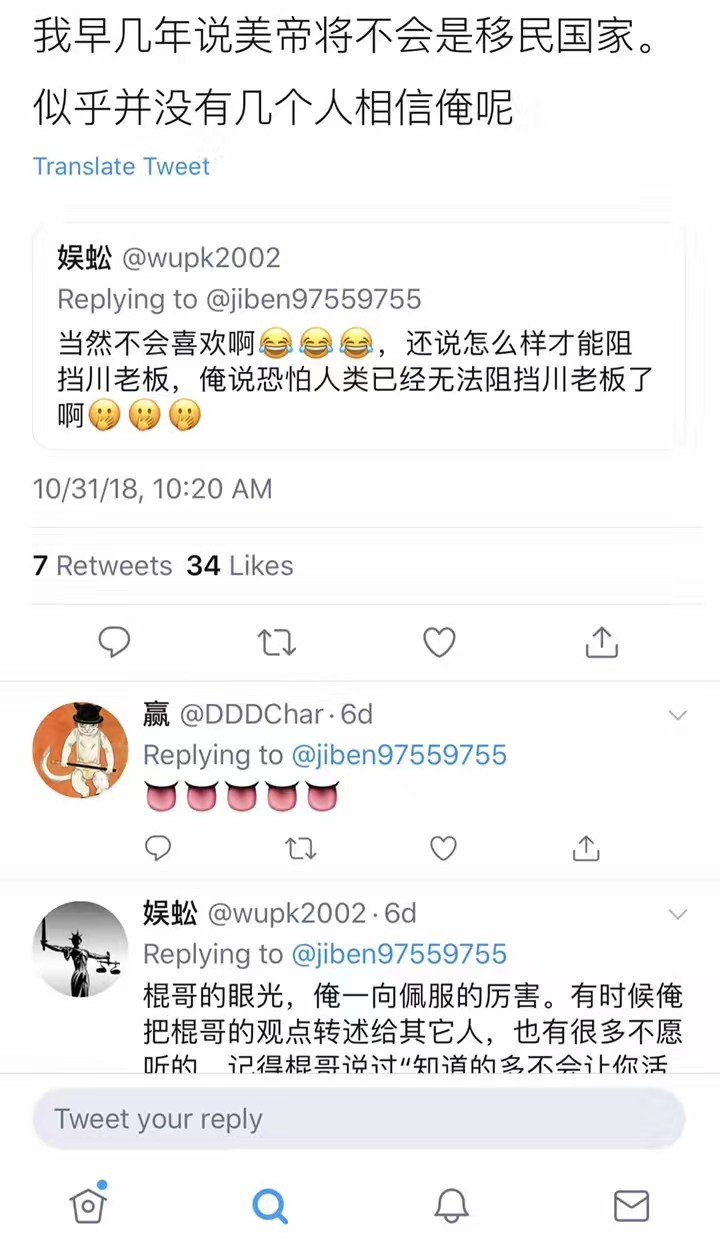 我早几年说美帝将不会是移民国家。
似乎并没有几个人相信俺呢
Translate Tweet
娱蚣 @wupk2002
Replying to @jiben97559755
当然不会喜欢啊😂😂😂，还说怎么样才能阻
挡川老板，俺说恐怕人类已经无法阻挡川老板了
啊🤭🤭🤭
10/31/18, 10:20 AM
7 Retweets 34 Likes
赢 @DDDChar · 6d
Replying to @jiben97559755
👅👅👅👅👅
娱蚣 @wupk2002 · 6d
Replying to @jiben97559755
棍哥的眼光，俺一向佩服的厉害。有时候俺
把棍哥的观点转述给其它人，也有很多不愿
听的 记得棍哥说过“知道的多不会让你活
Tweet your reply